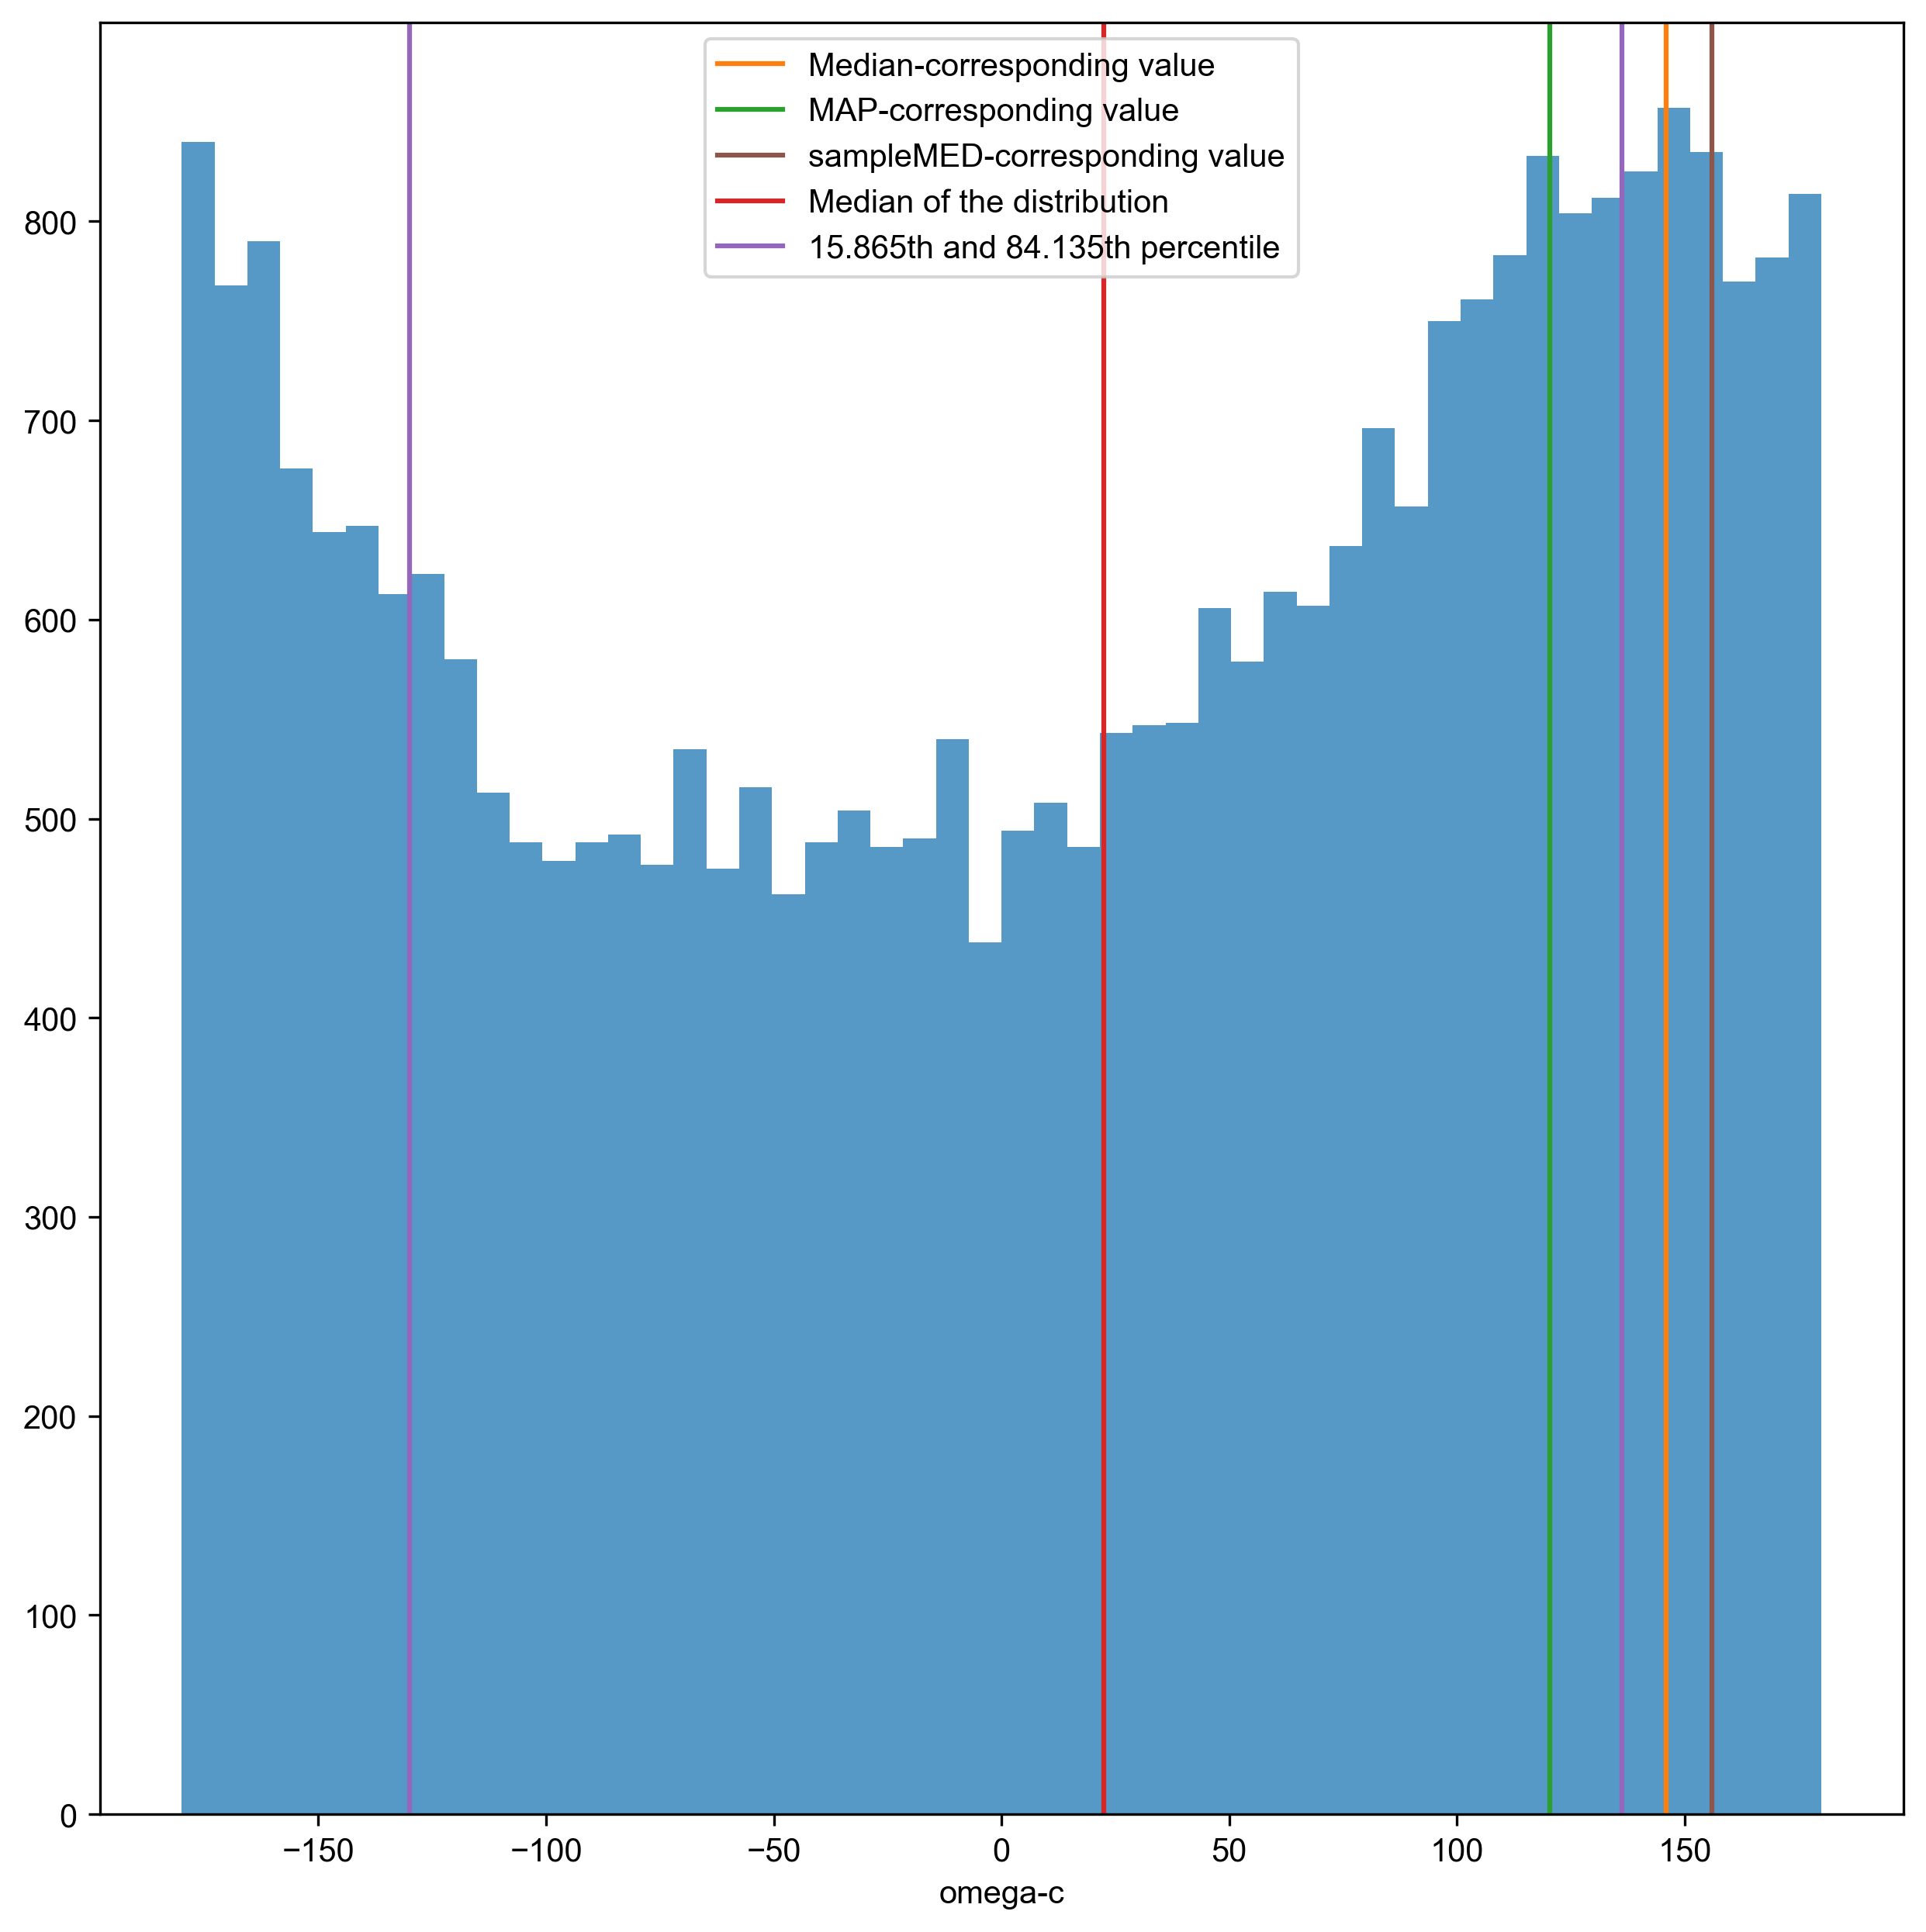 Median-corresponding value
MAP-corresponding value
sampleMED-corresponding value
Median of the distribution
15.865th and 84.135th percentile
800
700
600
500
400
300
200
100
0
−150 −100 −50 0 50 100 150
omega-c